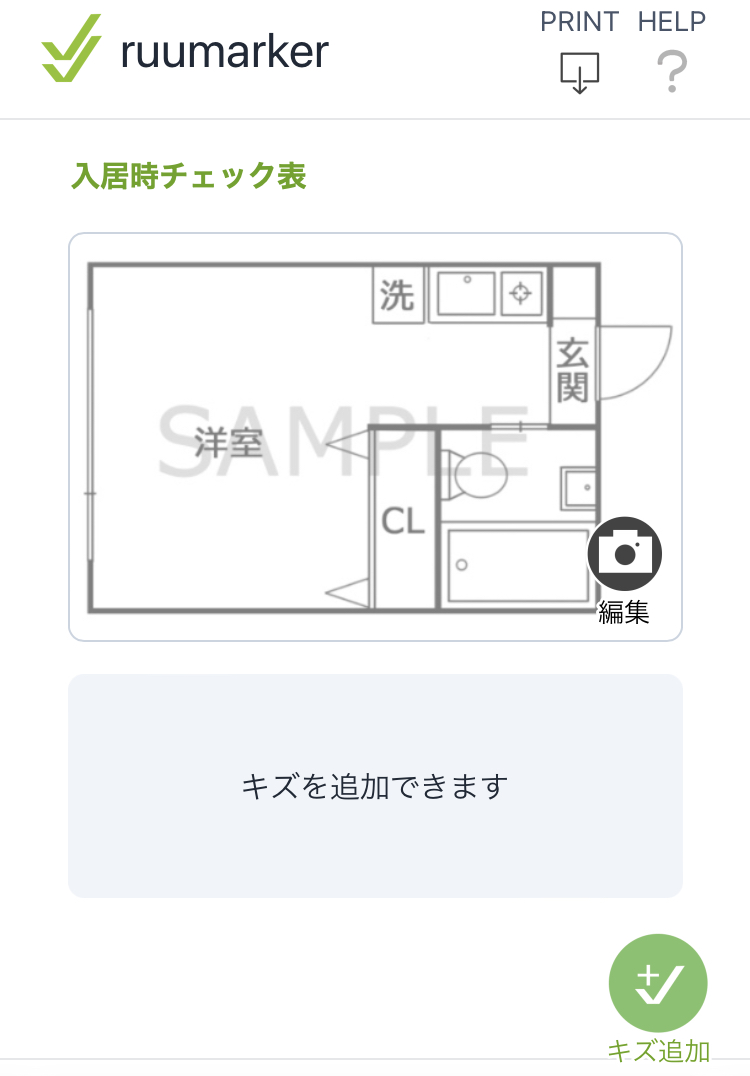 PRINT HELP
ruumarker
入居時チェック表
洗
玄関
SAMPLE
洋室
CL
編集
キズを追加できます
キズ追加